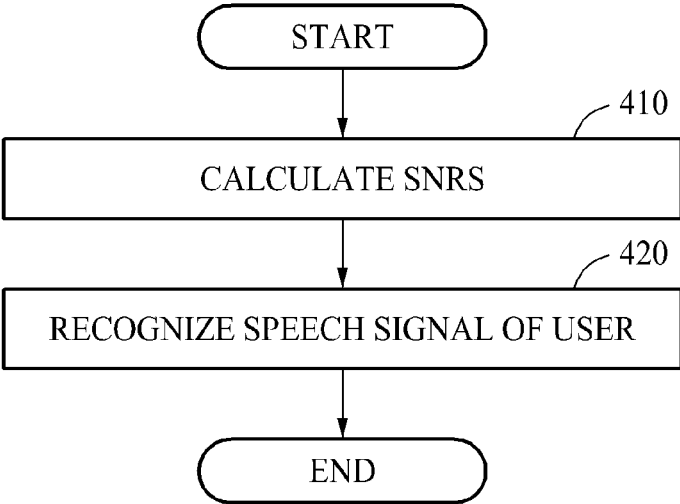 START
410
CALCULATE SNRS
420
RECOGNIZE SPEECH SIGNAL OF USER
END